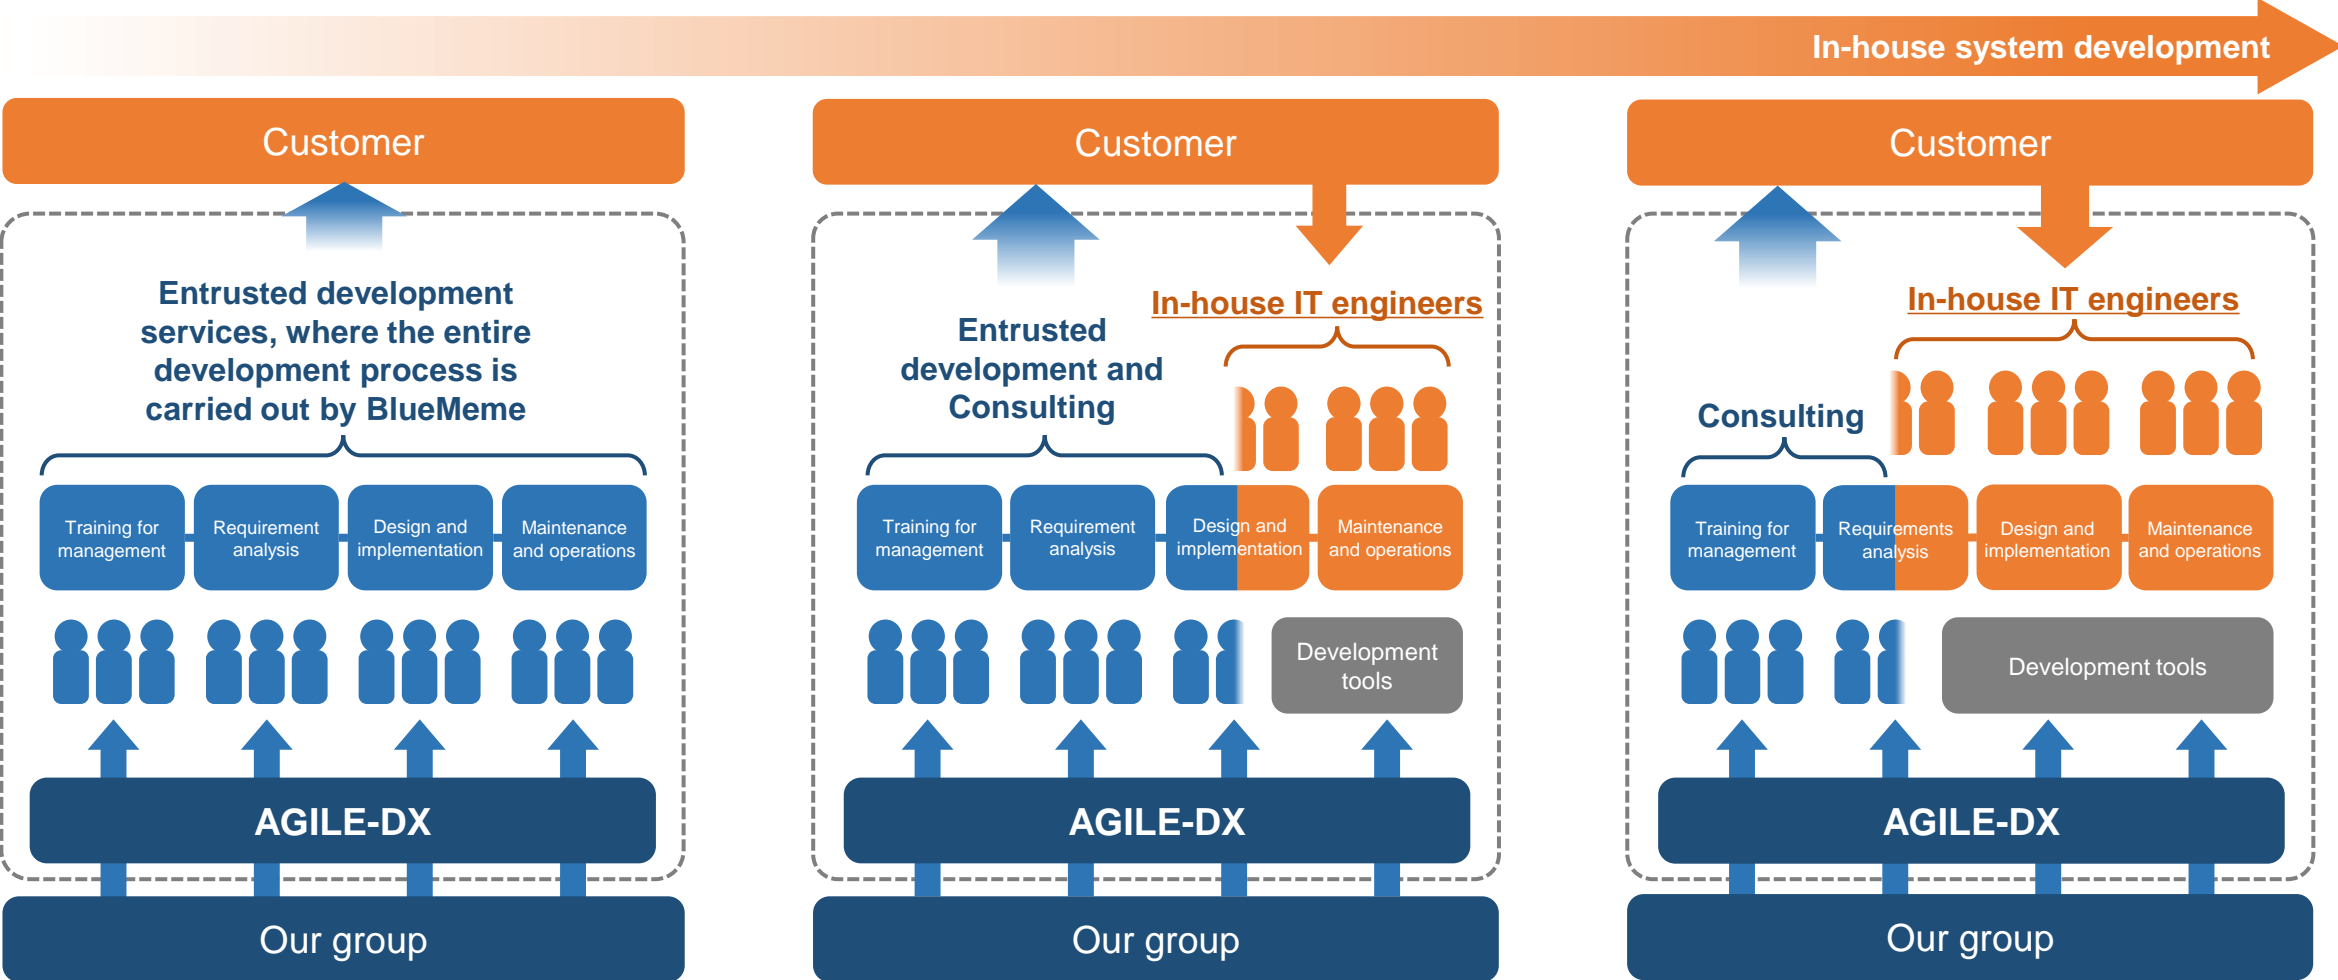 In-house system development
Customer
Entrusted development
services, where the entire
development process is
carried out by BlueMeme
Training for
management
Requirement
analysis
Design and
implementation
Maintenance
and operations
AGILE-DX
Our group
Customer
In-house IT engineers
Entrusted
development and
Consulting
Training for
management
Requirement
analysis
Design and
implementation
Maintenance
and operations
Development
tools
AGILE-DX
Our group
Customer
In-house IT engineers
Consulting
Training for
management
Requirements
analysis
Design and
implementation
Maintenance
and operations
Development tools
AGILE-DX
Our group